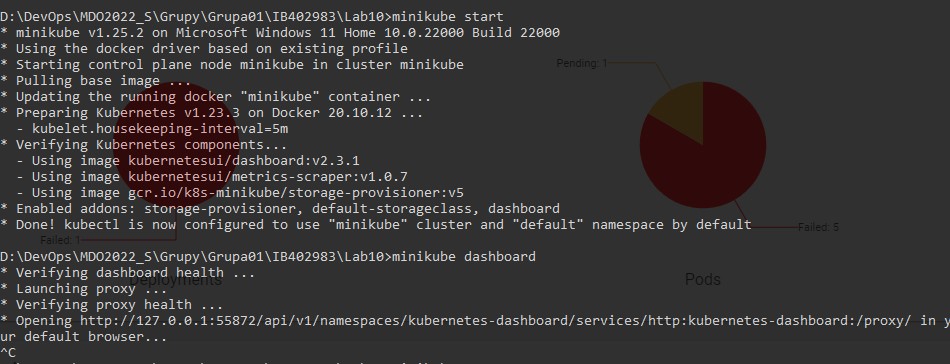 D:\DevOps\MDO2022_S\Grupy\Grupa01\IB402983\Lab10>minikube start
* minikube v1.25.2 on Microsoft Windows 11 Home 10.0.22000 Build 22000
* Using the docker driver based on existing profile
* Starting control plane node minikube in cluster minikube
Pending: 1
* Pulling base image ...
* Updating the running docker "minikube" container ...
* Preparing Kubernetes v1.23.3 on Docker 20.10.12 ...
  - kubelet.housekeeping-interval=5m
* Verifying Kubernetes components...
  - Using image kubernetesui/dashboard:v2.3.1
  - Using image kubernetesui/metrics-scraper:v1.0.7
  - Using image gcr.io/k8s-minikube/storage-provisioner:v5
* Enabled addons: storage-provisioner, default-storageclass, dashboard
* Done! kubectl is now configured to use "minikube" cluster and "default" namespace by default
Failed: 5
Failed: 1
D:\DevOps\MDO2022_S\Grupy\Grupa01\IB402983\Lab10>minikube dashboard
* Verifying dashboard health ...
Deployments
Pods
* Launching proxy ...
* Verifying proxy health ...
* Opening http://127.0.0.1:55872/api/v1/namespaces/kubernetes-dashboard/services/http:kubernetes-dashboard:/proxy/ in y
ur default browser...
^C